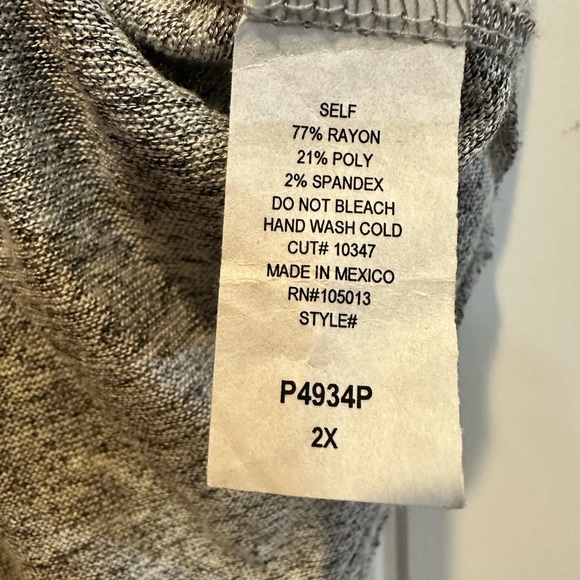 SELF
77% RAYON
21% POLY
2% SPANDEX
DO NOT BLEACH
HAND WASH COLD
CUT# 10347
MADE IN MEXICO
RN#105013
STYLE#
P4934P
2X